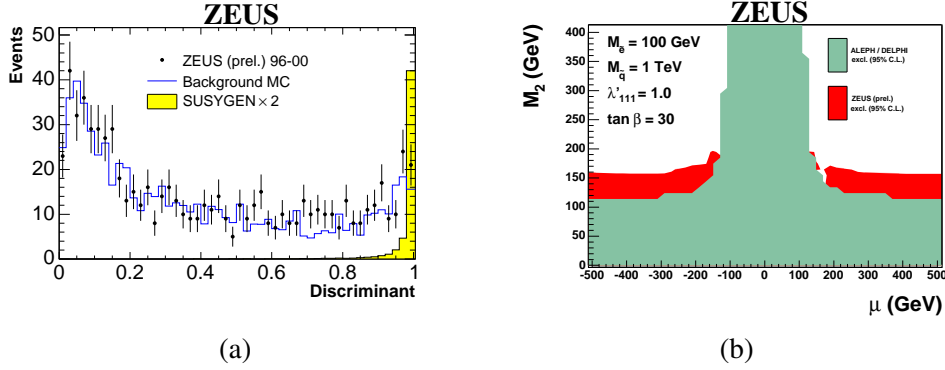 ZEUS
Events
50
40
30
20
10
0
ZEUS (prel.) 96-00
Background MC
SUSYGEN × 2
0 0.2 0.4 0.6 0.8 1
Discriminant
(a)
ZEUS
M₂ (GeV)
400
350
300
250
200
150
100
50
0
M_ẽ = 100 GeV
M_q̃ = 1 TeV
λ'₁₁₁ = 1.0
tan β = 30
ALEPH / DELPHI
excl. (95% C.L.)
ZEUS (prel.)
excl. (95% C.L.)
-500 -400 -300 -200 -100 0 100 200 300 400 500
μ (GeV)
(b)